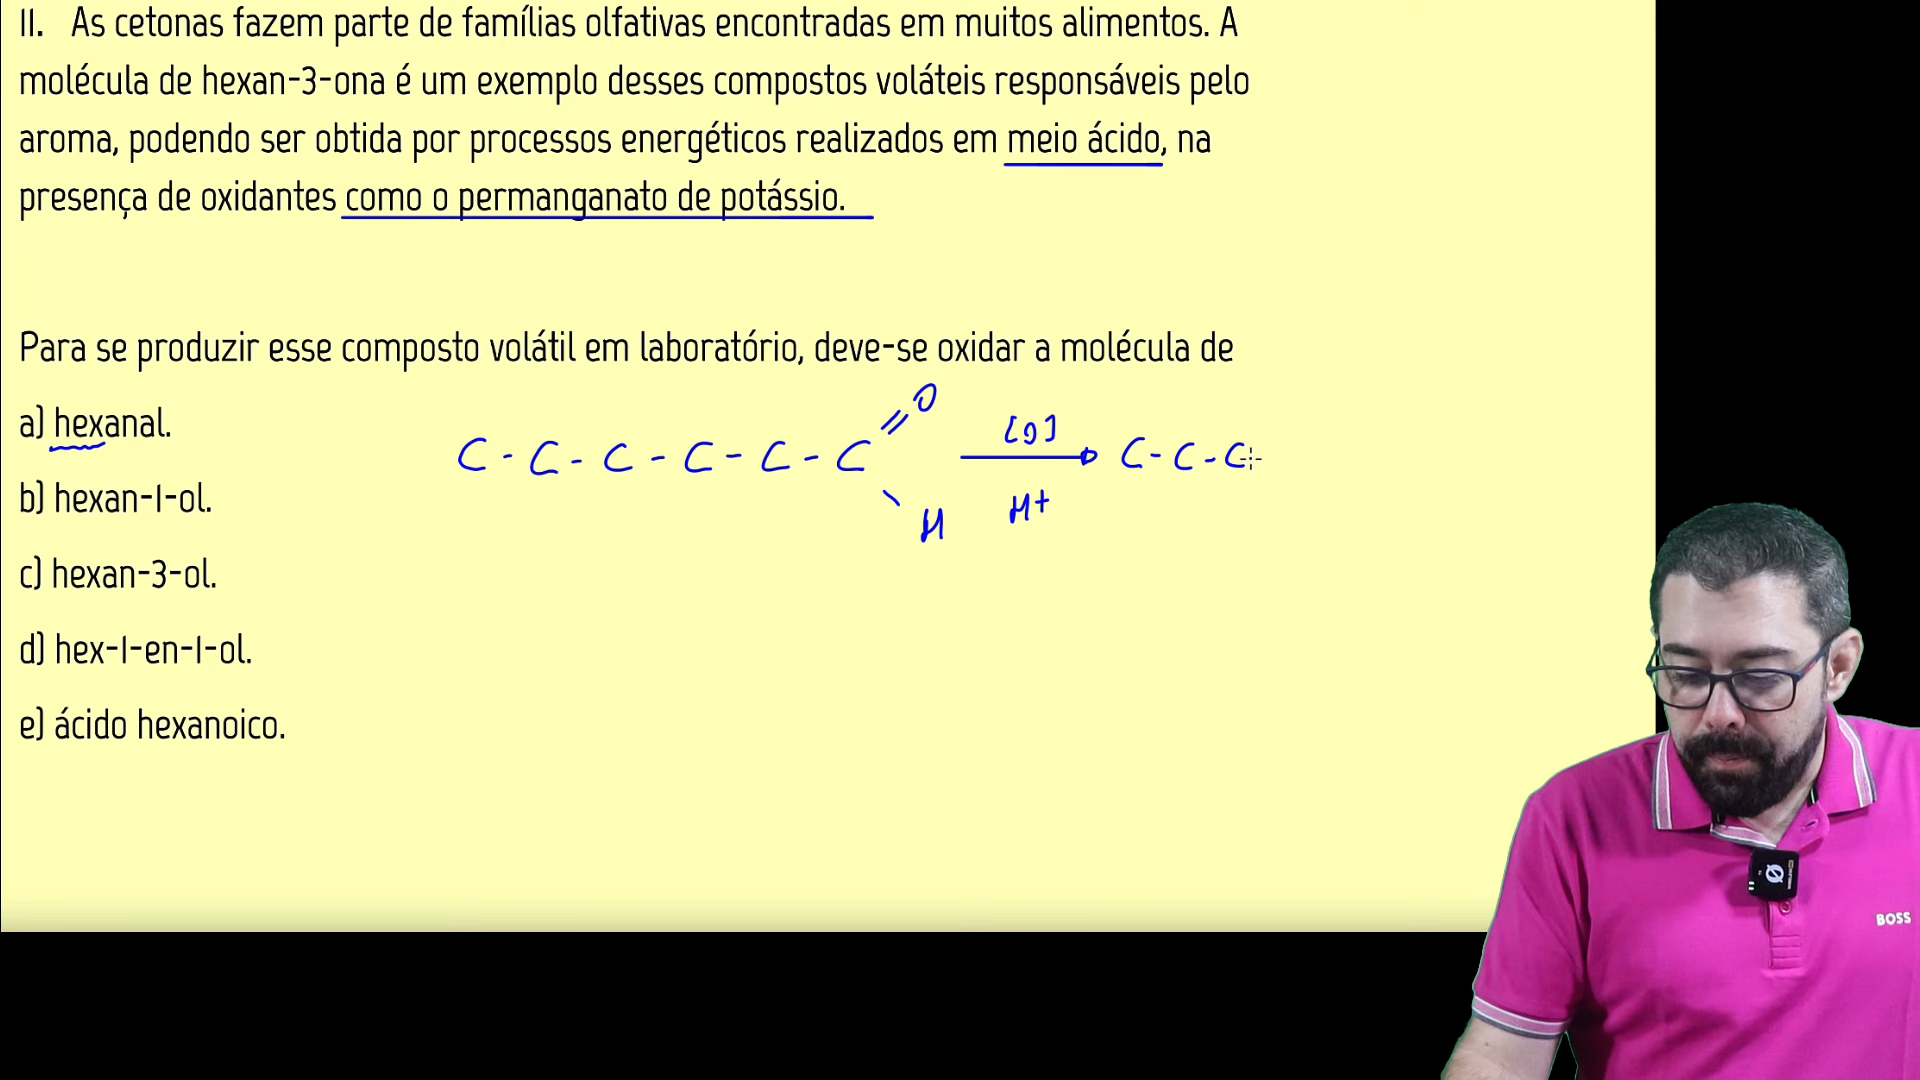 II. As cetonas fazem parte de famílias olfativas encontradas em muitos alimentos. A
molécula de hexan-3-ona é um exemplo desses compostos voláteis responsáveis pelo
aroma, podendo ser obtida por processos energéticos realizados em meio ácido, na
presença de oxidantes como o permanganato de potássio.
Para se produzir esse composto volátil em laboratório, deve-se oxidar a molécula de
a) hexanal.
b) hexan-1-ol.
c) hexan-3-ol.
d) hex-1-en-1-ol.
e) ácido hexanoico.
O
[O]
C - C - C - C - C - C
C - C - C
H+
H
BOSS